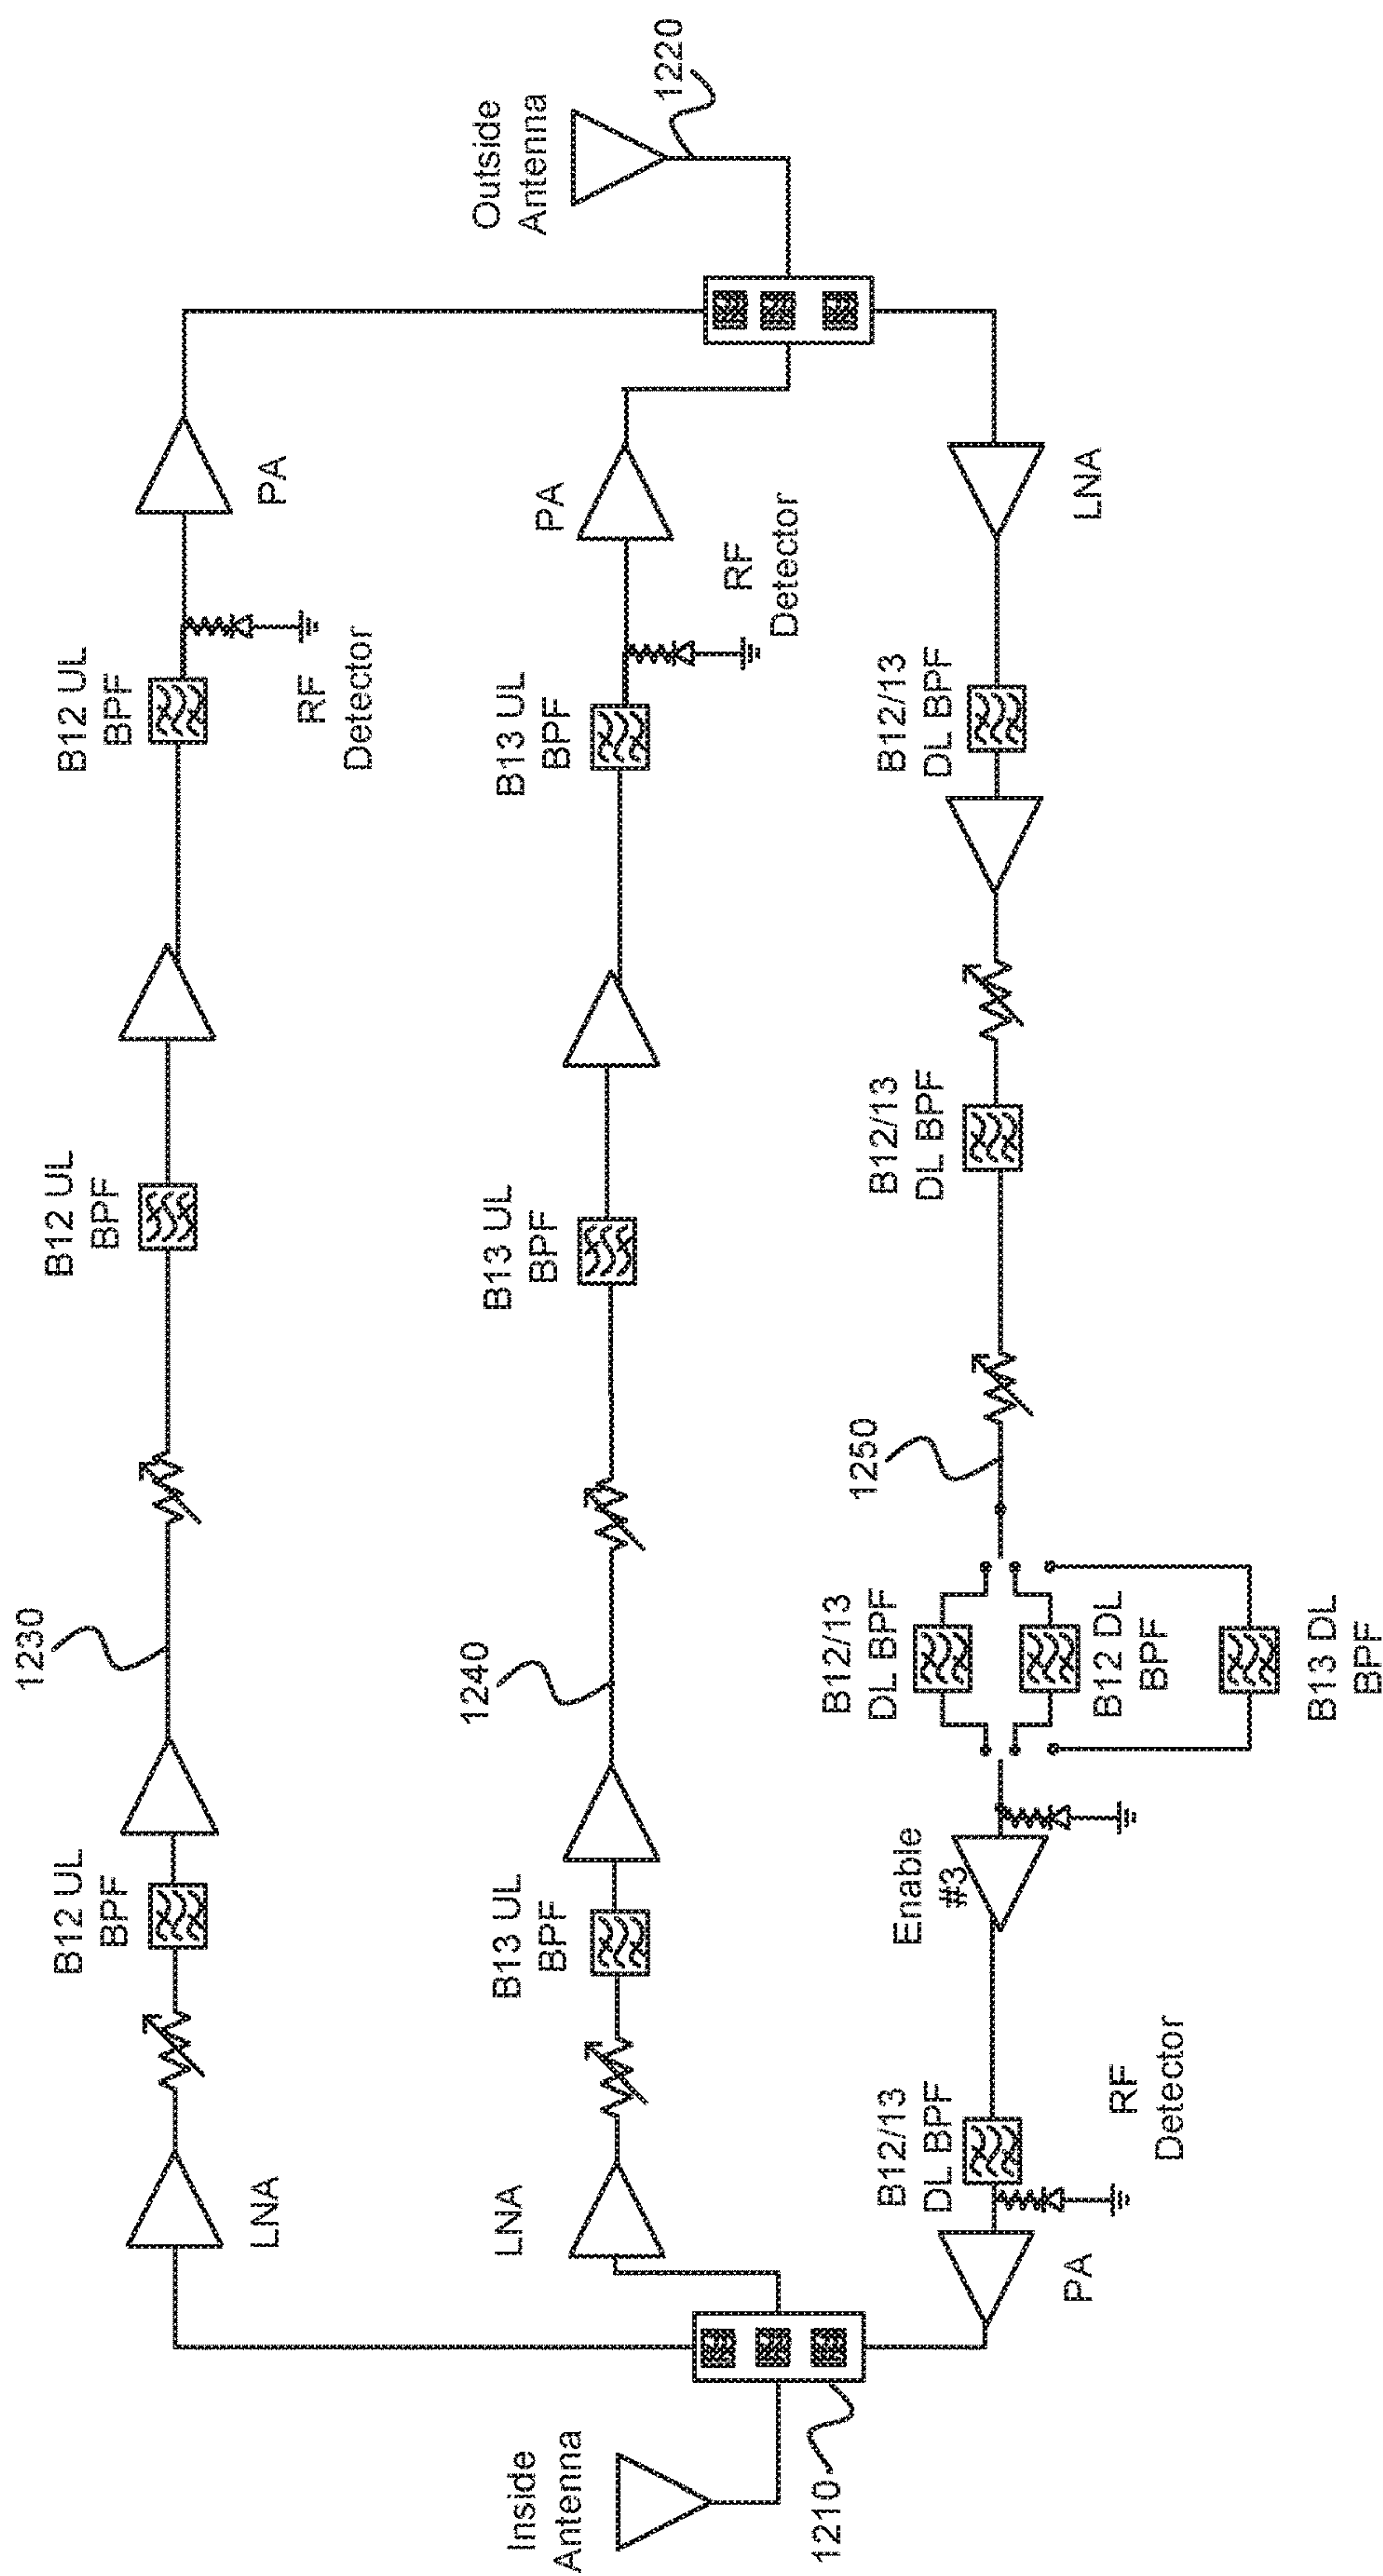 1230
B12 UL
BPF
LNA
B12 UL
BPF
B12 UL
BPF
RF
Detector
PA
1240
LNA
B13 UL
BPF
B13 UL
BPF
B13 UL
BPF
PA
RF
Detector
Inside
Antenna
1210
Outside
Antenna
1220
PA
B12/13
DL BPF
RF
Detector
Enable
#3
B12/13
DL BPF
B12 DL
BPF
B13 DL
BPF
1250
B12/13
DL BPF
B12/13
DL BPF
LNA